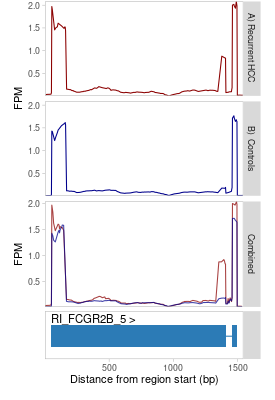 2.0
1.5
1.0
0.5
FPM
A) Recurrent HCC
2.0
1.5
1.0
0.5
B) Controls
2.0
1.5
1.0
0.5
FPM
Combined
RI_FCGR2B_5 >
500
1000
1500
Distance from region start (bp)